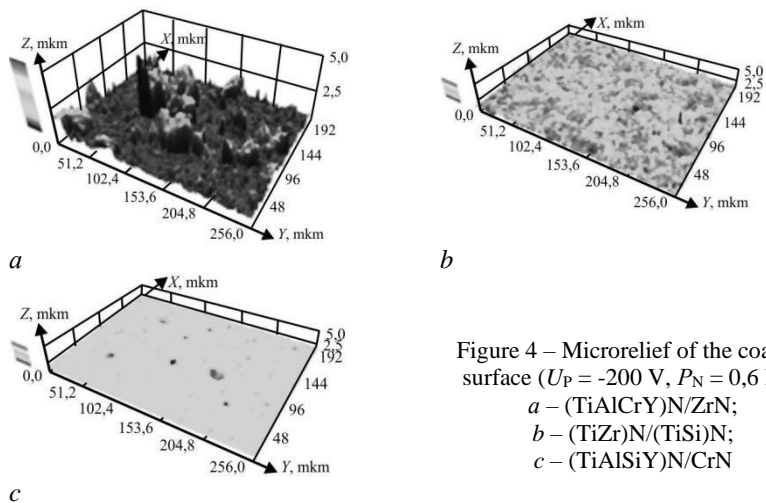 Z, mkm
X, mkm
5,0
2,5
192
144
96
48
0,0
51,2
102,4
153,6
204,8
256,0
Y, mkm
a
Z, mkm
X, mkm
5,0
2,5
192
144
96
48
0,0
51,2
102,4
153,6
204,8
256,0
Y, mkm
b
Z, mkm
X, mkm
5,0
2,5
192
144
96
48
0,0
51,2
102,4
153,6
204,8
256,0
Y, mkm
c
Figure 4 – Microrelief of the
surface (UP = -200 V, PN = 0,6
a – (TiAlCrY)N/ZrN;
b – (TiZr)N/(TiSi)N;
c – (TiAlSiY)N/CrN